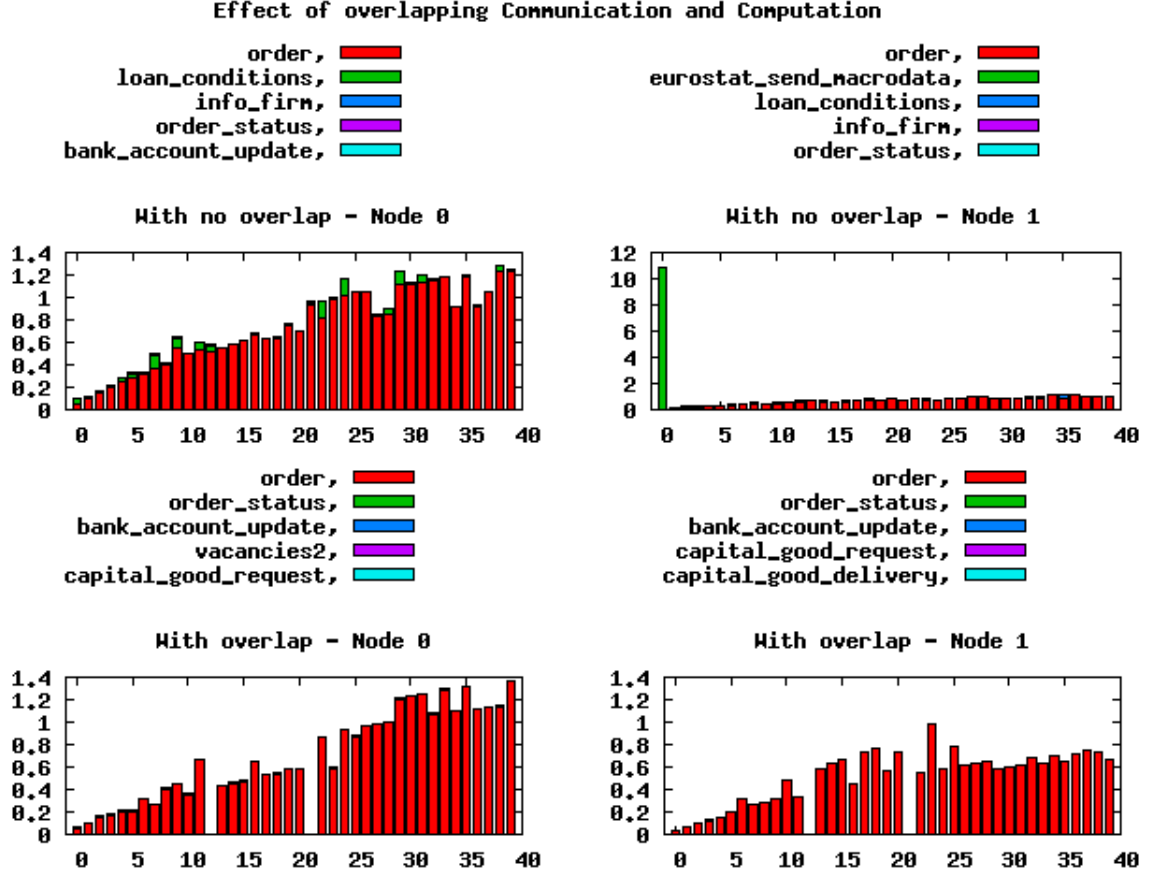 Effect of overlapping Communication and Computation
order,
loan_conditions,
info_firm,
order_status,
bank_account_update,
order,
eurostat_send_macrodata,
loan_conditions,
info_firm,
order_status,
With no overlap - Node 0
1.4
1.2
1
0.8
0.6
0.4
0.2
0
0 5 10 15 20 25 30 35 40
With no overlap - Node 1
12
10
8
6
4
2
0
0 5 10 15 20 25 30 35 40
order,
order_status,
bank_account_update,
vacancies2,
capital_good_request,
order,
order_status,
bank_account_update,
capital_good_request,
capital_good_delivery,
With overlap - Node 0
1.4
1.2
1
0.8
0.6
0.4
0.2
0
0 5 10 15 20 25 30 35 40
With overlap - Node 1
1.4
1.2
1
0.8
0.6
0.4
0.2
0
0 5 10 15 20 25 30 35 40